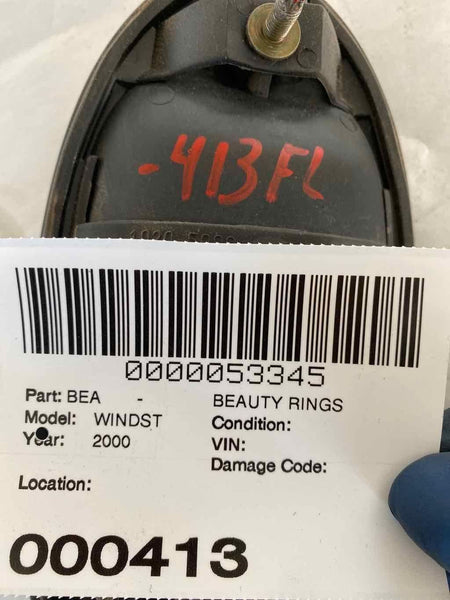 -413FL
0000053345
Part: BEA - BEAUTY RINGS
Model: WINDST Condition:
Year: 2000 VIN:
Damage Code:
Location:
000413